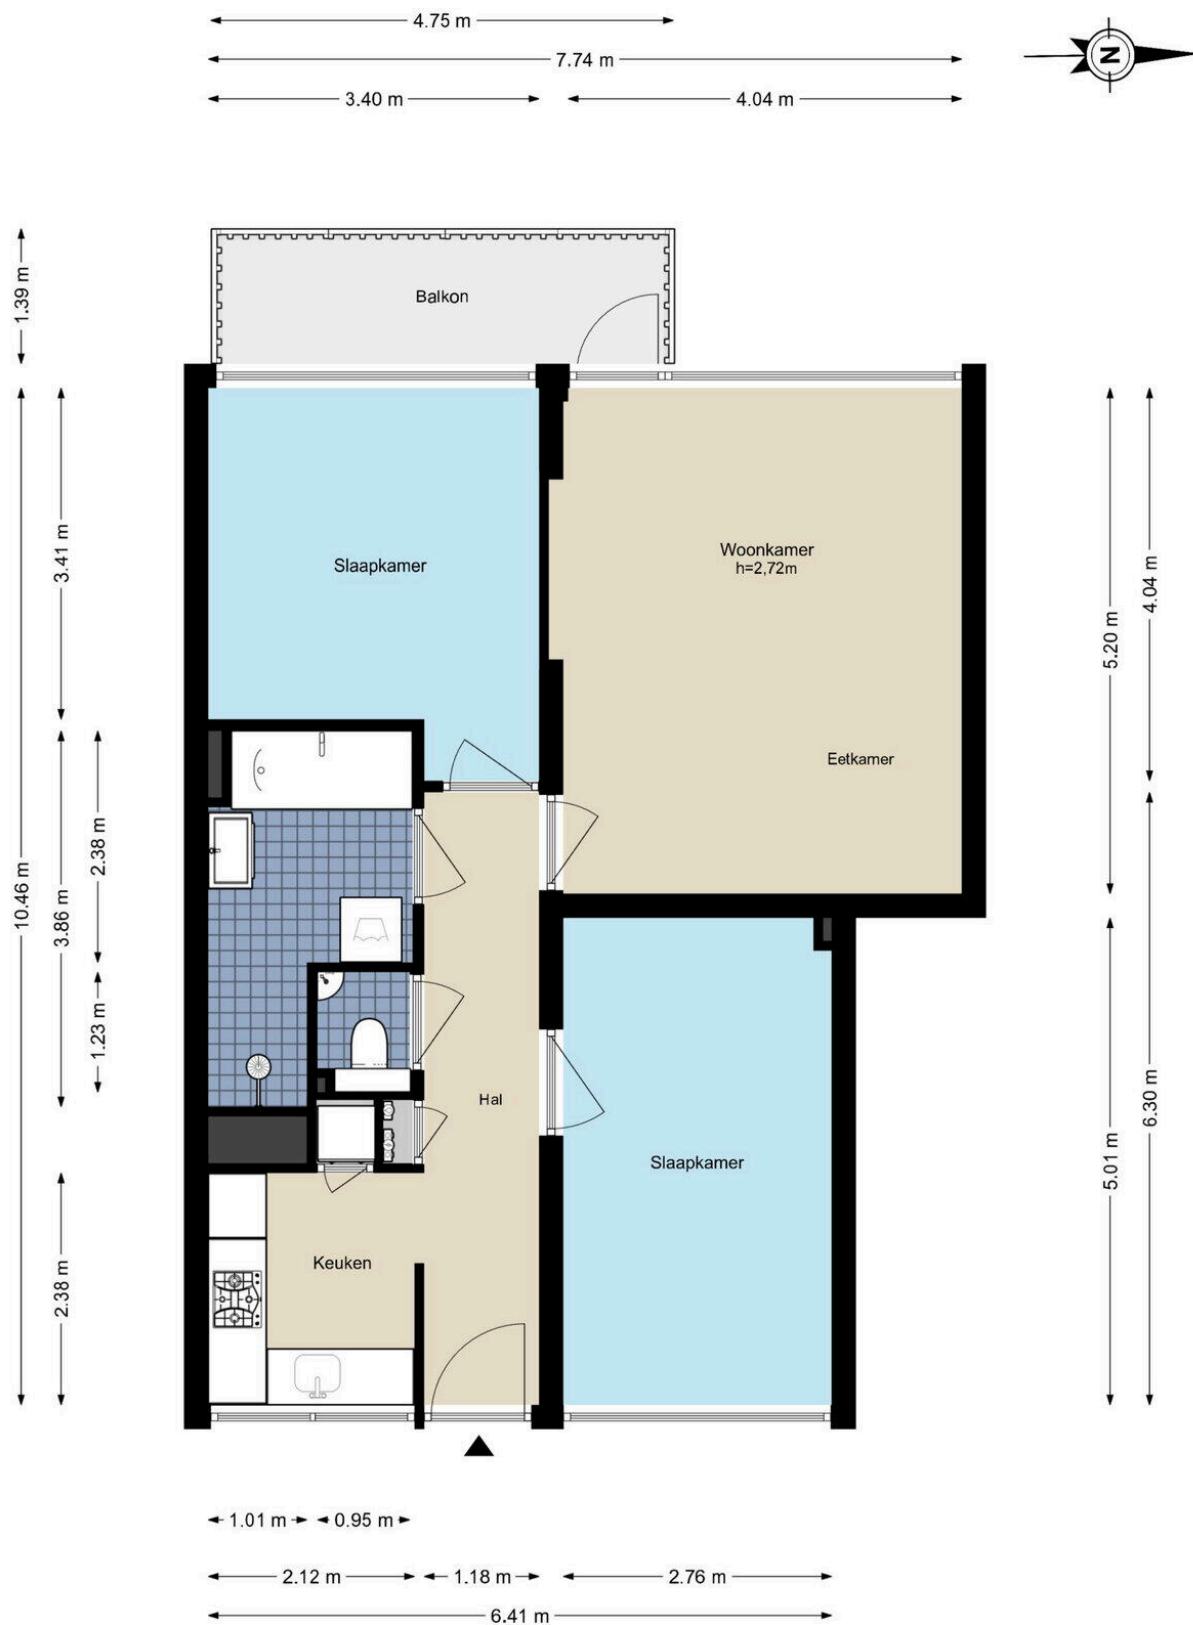 4.75 m
7.74 m
N
3.40 m
4.04 m
1.39 m
Balkon
3.41 m
Slaapkamer
Woonkamer
h=2,72m
5.20 m
4.04 m
Eetkamer
10.46 m
3.86 m
2.38 m
1.23 m
Hal
Slaapkamer
5.01 m
6.30 m
Keuken
2.38 m
1.01 m
0.95 m
2.12 m
1.18 m
2.76 m
6.41 m